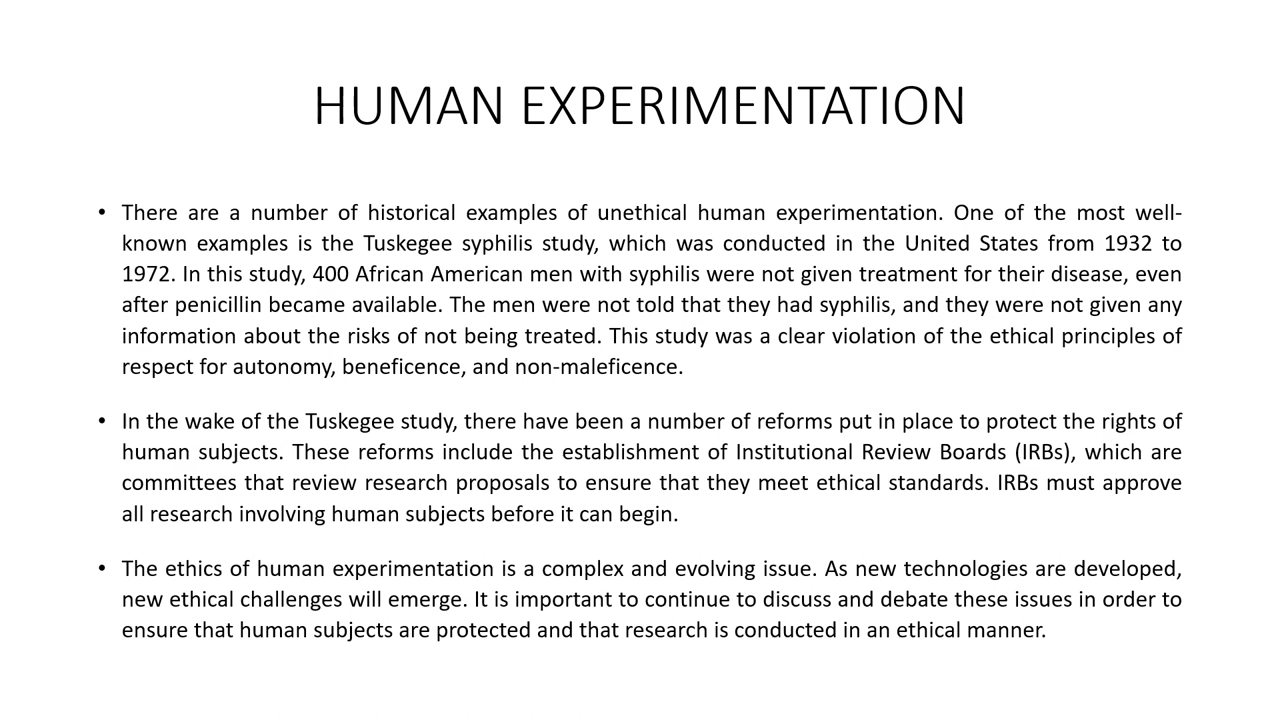 HUMAN EXPERIMENTATION
• There are a number of historical examples of unethical human experimentation. One of the most well-
known examples is the Tuskegee syphilis study, which was conducted in the United States from 1932 to
1972. In this study, 400 African American men with syphilis were not given treatment for their disease, even
after penicillin became available. The men were not told that they had syphilis, and they were not given any
information about the risks of not being treated. This study was a clear violation of the ethical principles of
respect for autonomy, beneficence, and non-maleficence.
• In the wake of the Tuskegee study, there have been a number of reforms put in place to protect the rights of
human subjects. These reforms include the establishment of Institutional Review Boards (IRBs), which are
committees that review research proposals to ensure that they meet ethical standards. IRBs must approve
all research involving human subjects before it can begin.
• The ethics of human experimentation is a complex and evolving issue. As new technologies are developed,
new ethical challenges will emerge. It is important to continue to discuss and debate these issues in order to
ensure that human subjects are protected and that research is conducted in an ethical manner.